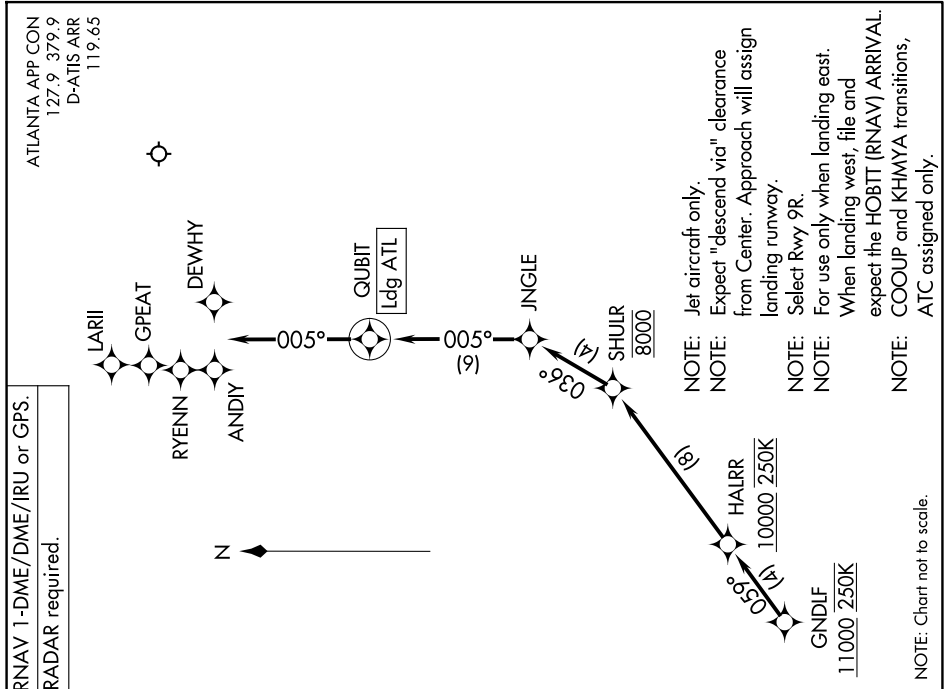 RNAV 1-DME/DME/IRU or GPS.
RADAR required.
ATLANTA APP CON
127.9 379.9
D-ATIS ARR
119.65
LARII
GPEAT
RYENN
ANDIY
DEWHY
005°
QUBIT
Ldg ATL
005°
(9)
JNGLE
(4)
036°
SHULR
8000
(8)
HALRR
10000 250K
(4)
059°
GNDLF
11000 250K
N
NOTE: Jet aircraft only.
NOTE: Expect "descend via" clearance
from Center. Approach will assign
landing runway.
NOTE: Select Rwy 9R.
NOTE: For use only when landing east.
When landing west, file and
expect the HOBTT (RNAV) ARRIVAL.
NOTE: COOUP and KHMYA transitions,
ATC assigned only.
NOTE: Chart not to scale.